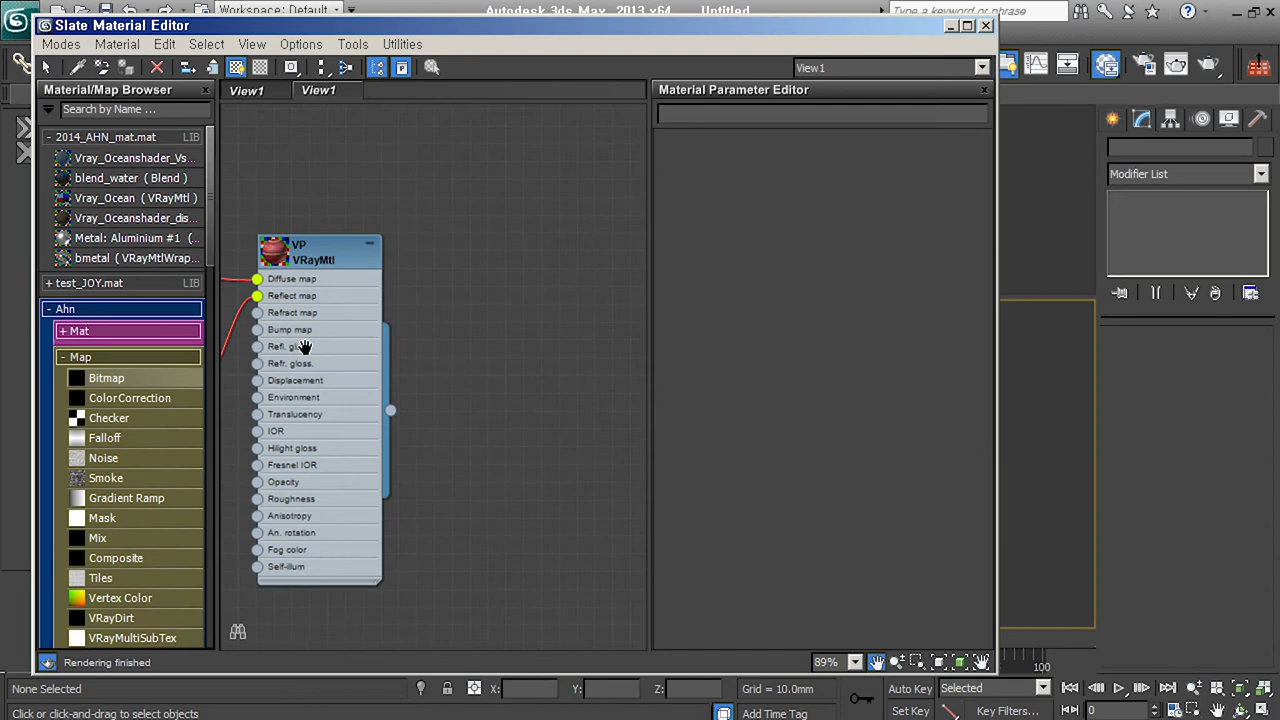 Workspace: Default
Autodesk 3ds Max 2013 x64
Untitled
Type a keyword or phrase
Slate Material Editor
Modes
Material
Edit
Select
View
Options
Tools
Utilities
View1
Material/Map Browser
View1
View1
Material Parameter Editor
Search by Name ...
- 2014_AHN_mat.mat
LIB
Vray_Oceanshader_Vs...
blend_water ( Blend )
Vray_Ocean ( VRayMtl )
Vray_Oceanshader_dis...
Metal: Aluminium #1 (...
bmetal ( VRayMtlWrap...
+ test_JOY.mat
LIB
- Ahn
+ Mat
- Map
Bitmap
ColorCorrection
Checker
Falloff
Noise
Smoke
Gradient Ramp
Mask
Mix
Composite
Tiles
Vertex Color
VRayDirt
VRayMultiSubTex
VP
VRayMtl
Diffuse map
Reflect map
Refract map
Bump map
Refl.
Refr. gloss.
Displacement
Environment
Translucency
IOR
Hilight gloss
Fresnel IOR
Opacity
Roughness
Anisotropy
An. rotation
Fog color
Self-illum
Modifier List
Rendering finished
89%
100
None Selected
X:
Y:
Z:
Grid = 10.0mm
Auto Key
Selected
Click or click-and-drag to select objects
Add Time Tag
Set Key
Key Filters...
0